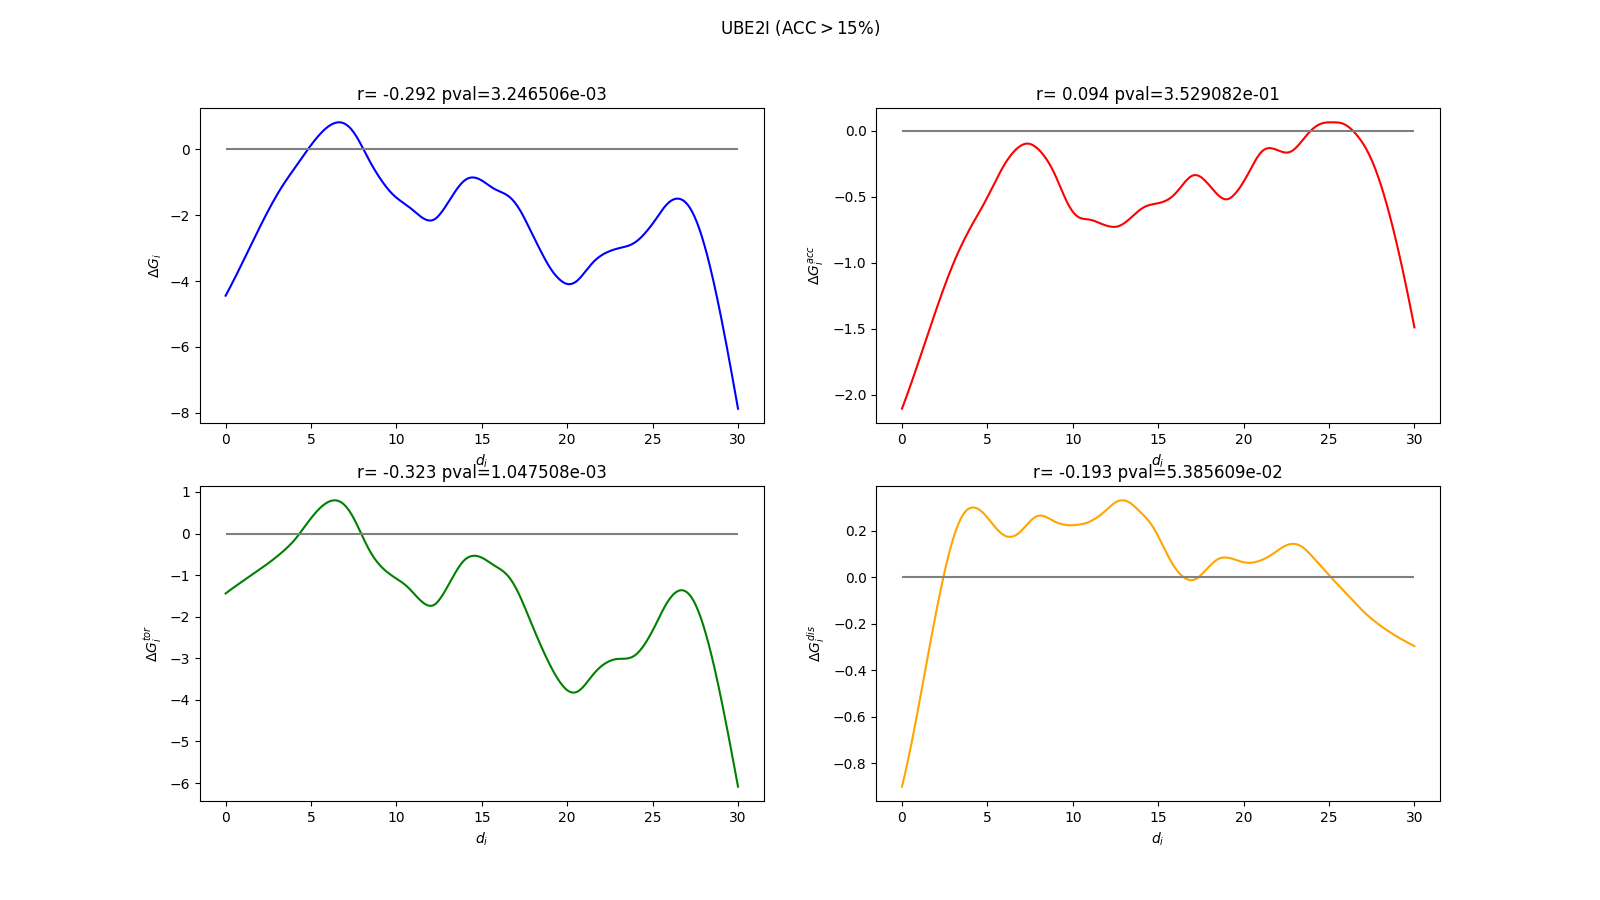 UBE2I (ACC > 15%)
r= -0.292 pval=3.246506e-03
0
−2
−4
−6
−8
ΔG_i
0 5 10 15 20 25 30
d_i
r= 0.094 pval=3.529082e-01
0.0
−0.5
−1.0
−1.5
−2.0
ΔG_i^acc
0 5 10 15 20 25 30
d_i
r= -0.323 pval=1.047508e-03
1
0
−1
−2
−3
−4
−5
−6
ΔG_i^tor
0 5 10 15 20 25 30
d_i
r= -0.193 pval=5.385609e-02
0.2
0.0
−0.2
−0.4
−0.6
−0.8
ΔG_i^dis
0 5 10 15 20 25 30
d_i